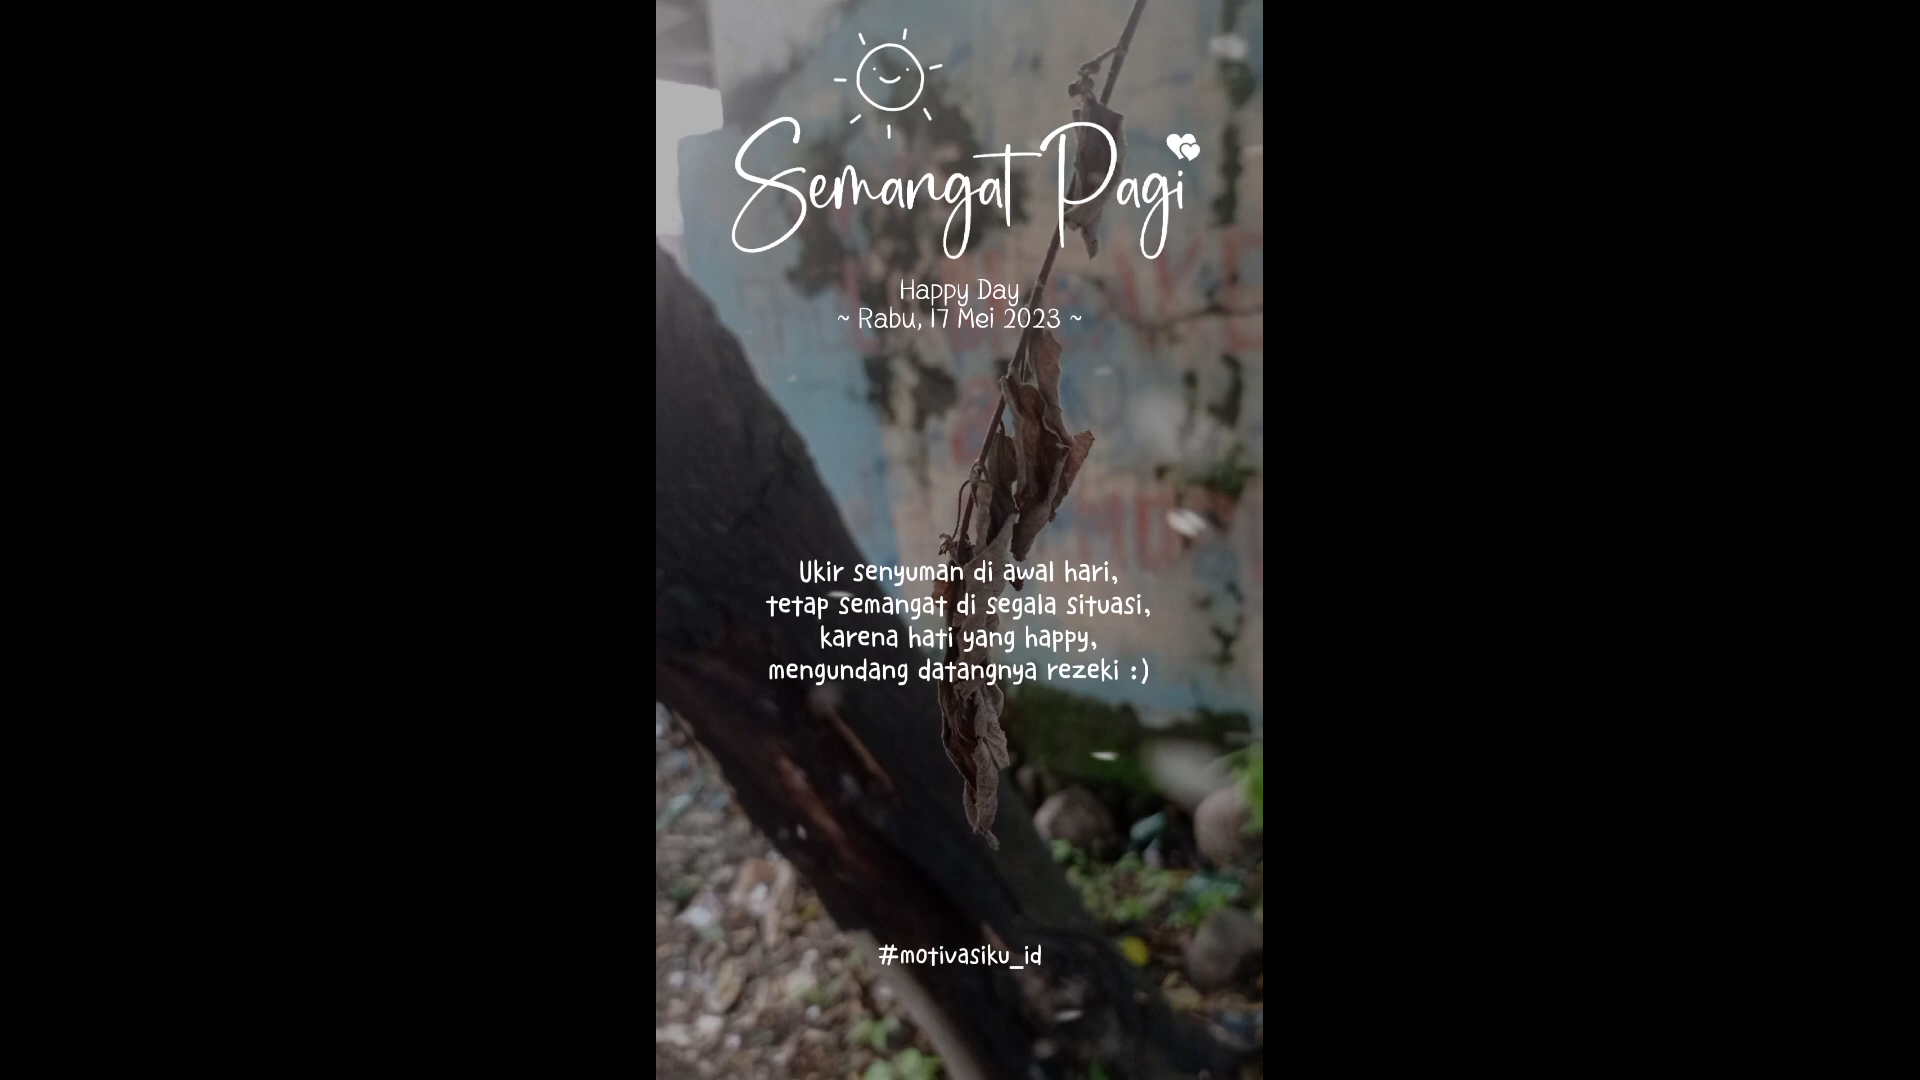 Semangat Pagi
Happy Day
~ Rabu, 17 Mei 2023 ~
Ukir senyuman di awal hari,
tetap semangat di segala situasi,
karena hati yang happy,
mengundang datangnya rezeki :)
#motivasiku_id